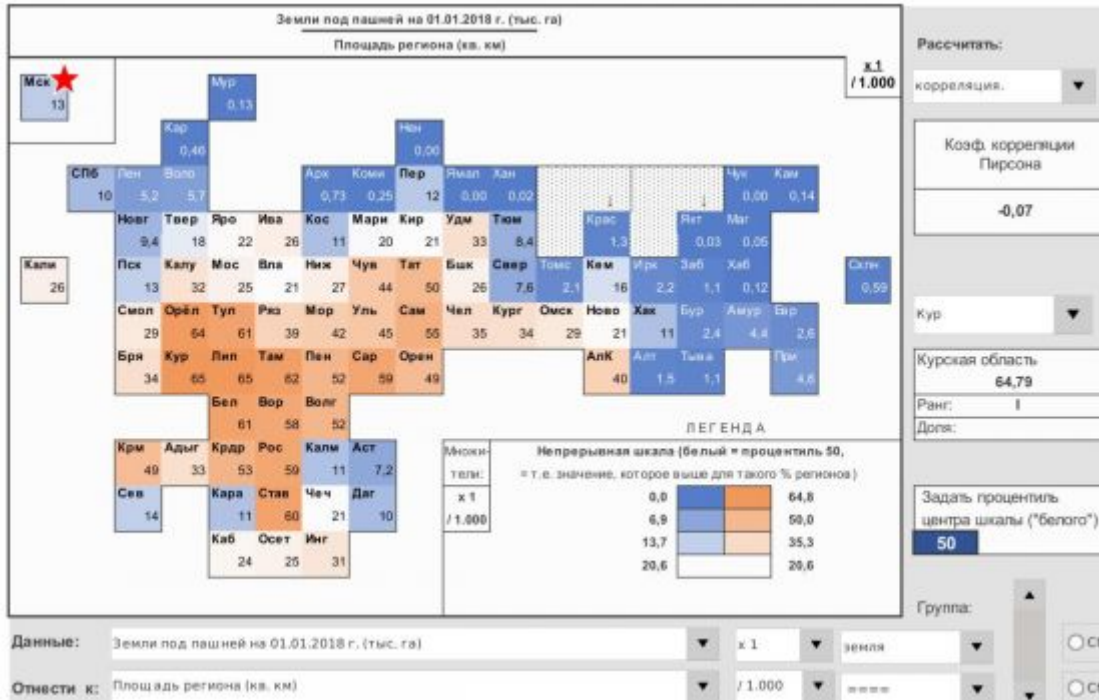 Земли под пашней на 01.01.2018 г. (тыс. га)
Площадь региона (кв. км)
х 1
/ 1.000
Мск
13
Мур
0,13
Кар
0,46
Нен
0,00
СПб Лен Воло Арх Коми Пер Ямал Хан Чук Кам
10 5,2 5,7 0,73 0,25 12 0,00 0,02 0,00 0,14
Новг Твер Яро Ива Кос Мари Кир Удм Тюм Крас Якт Маг
9,4 18 22 26 11 20 21 33 8,4 1,3 0,03 0,05
Кали Пск Калу Мос Вла Ниж Чув Тат Бшк Свер Томс Кем Ирк Заб Хаб Схлн
26 13 32 25 21 27 44 50 26 7,6 2,1 16 2,2 1,1 0,12 0,59
Смол Орёл Тул Ряз Мор Уль Сам Чел Кург Омск Ново Хак Бур Амур Евр
29 64 61 39 42 45 55 35 34 29 21 11 2,4 4,4 2,6
Бря Кур Лип Там Пен Сар Орен АлК Алт Тыва При
34 65 65 62 52 59 49 40 1,5 1,1 4,6
Бел Вор Волг
61 58 52
Крм Адыг Крдр Рос Калм Аст
49 33 53 59 11 7,2
Сев Кара Став Чеч Даг
14 11 60 21 10
Каб Осет Инг
24 25 31
ЛЕГЕНДА
Множи-
тели:
х 1
/ 1.000
Непрерывная шкала (белый = процентиль 50,
= т.е. значение, которое выше для такого % регионов)
0,0 64,8
6,9 50,0
13,7 35,3
20,6 20,6
Рассчитать:
корреляция.
Коэф. корреляции
Пирсона
-0,07
Кур
Курская область
64,79
Ранг: 1
Доля:
Задать процентиль
центра шкалы ("белого")
50
Группа:
Данные: Земли под пашней на 01.01.2018 г. (тыс. га) х 1 земля
Отнести к: Площадь региона (кв. км) / 1.000 ====